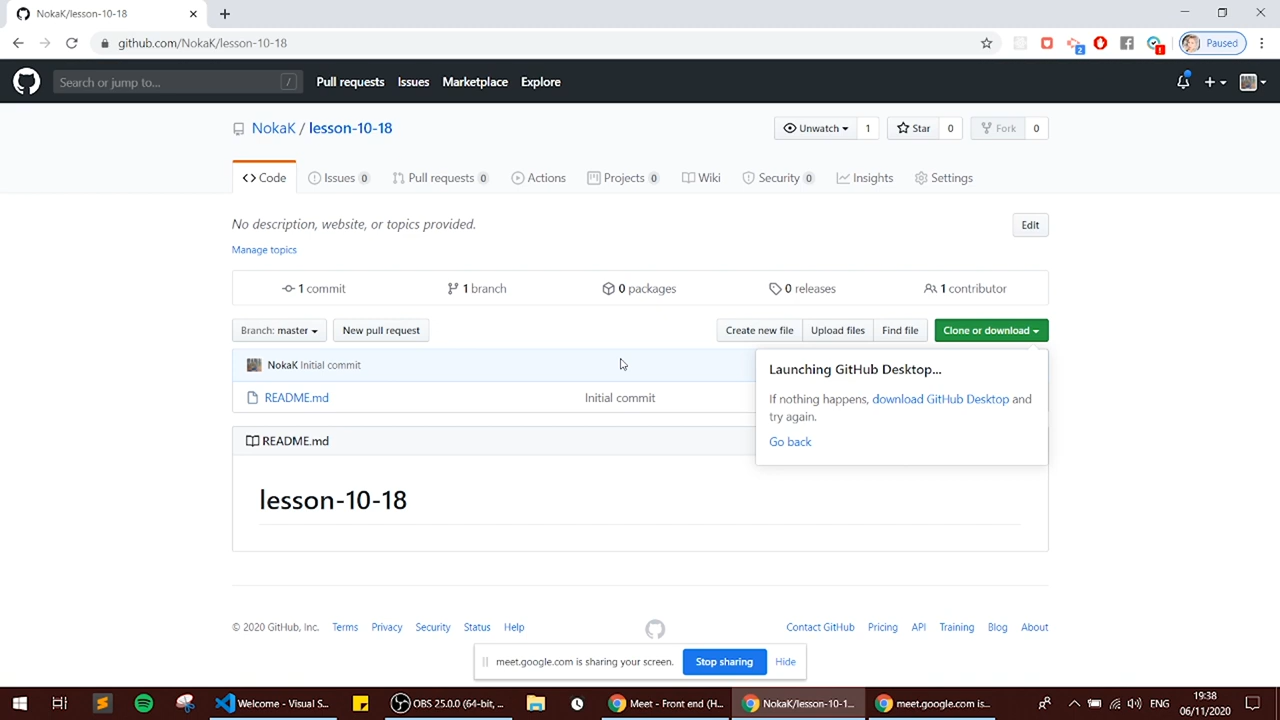 NokaK/lesson-10-18
github.com/NokaK/lesson-10-18
2
Paused
Search or jump to...
/
Pull requests
Issues
Marketplace
Explore
NokaK / lesson-10-18
Unwatch 1
Star 0
Fork 0
Code
Issues 0
Pull requests 0
Actions
Projects 0
Wiki
Security 0
Insights
Settings
No description, website, or topics provided.
Edit
Manage topics
1 commit
1 branch
0 packages
0 releases
1 contributor
Branch: master
New pull request
Create new file
Upload files
Find file
Clone or download
NokaK Initial commit
Launching GitHub Desktop...
If nothing happens, download GitHub Desktop and
try again.
Go back
README.md
Initial commit
README.md
lesson-10-18
© 2020 GitHub, Inc.
Terms
Privacy
Security
Status
Help
Contact GitHub
Pricing
API
Training
Blog
About
meet.google.com is sharing your screen.
Stop sharing
Hide
Welcome - Visual S...
OBS 25.0.0 (64-bit, ...
Meet - Front end (H...
NokaK/lesson-10-1...
meet.google.com is...
ENG
19:38
06/11/2020